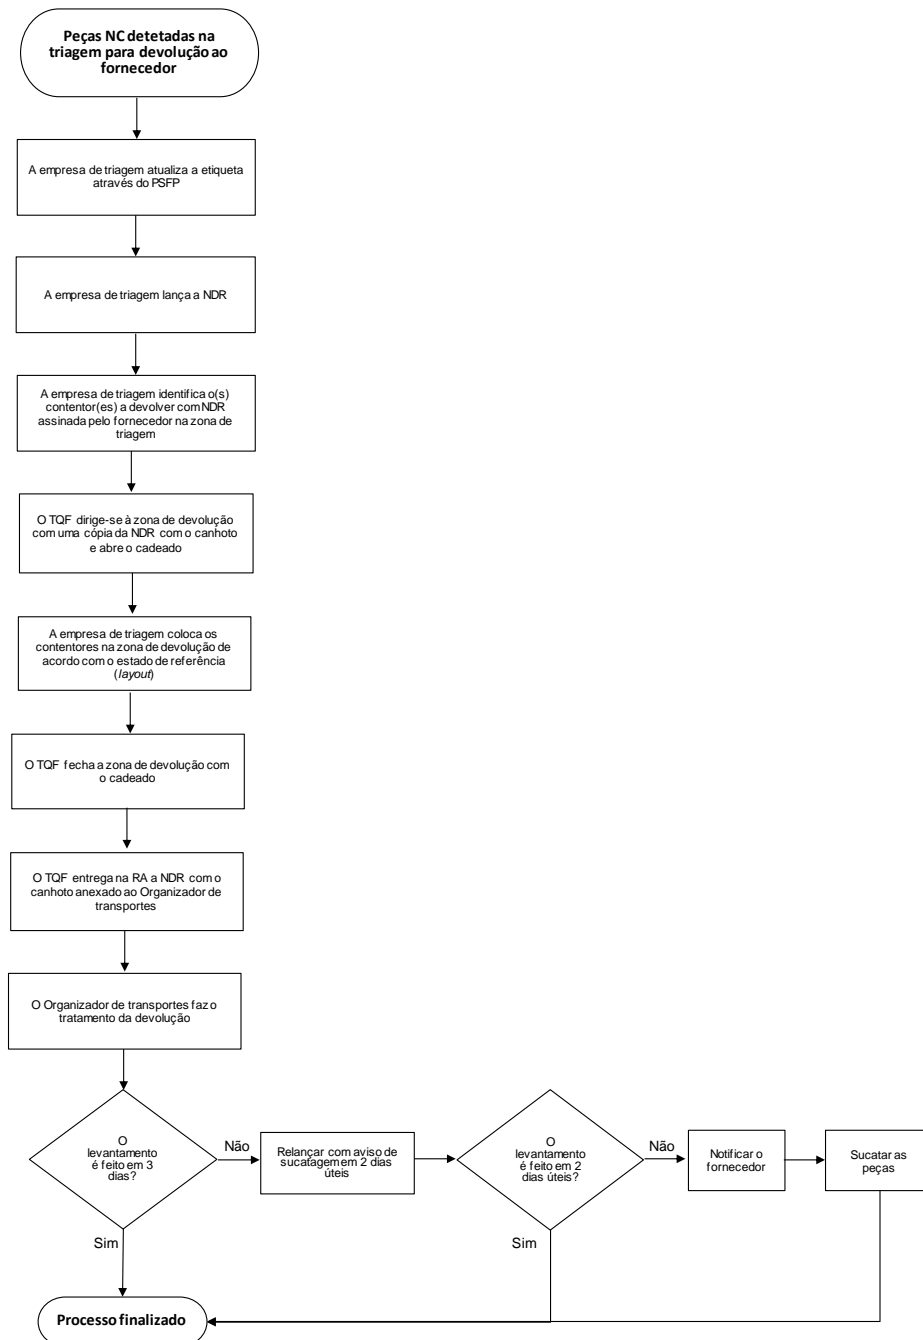 Peças NC detetadas na
triagem para devolução ao
fornecedor
A empresa de triagem atualiza a etiqueta
através do PSFP
A empresa de triagem lança a NDR
A empresa de triagem identifica o(s)
contentor(es) a devolver com NDR
assinada pelo fornecedor na zona de
triagem
O TQF dirige-se à zona de devolução
com uma cópia da NDR com o canhoto
e abre o cadeado
A empresa de triagem coloca os
contentores na zona de devolução de
acordo com o estado de referência
(layout)
O TQF fecha a zona de devolução com
o cadeado
O TQF entrega na RA a NDR com o
canhoto anexado ao Organizador de
transportes
O Organizador de transportes faz o
tratamento da devolução
O
levantamento
é feito em 3
dias?
Não
Relançar com aviso de
sucatagem em 2 dias
úteis
O
levantamento
é feito em 2
dias úteis?
Não
Notificar o
fornecedor
Sucatar as
peças
Sim
Sim
Processo finalizado